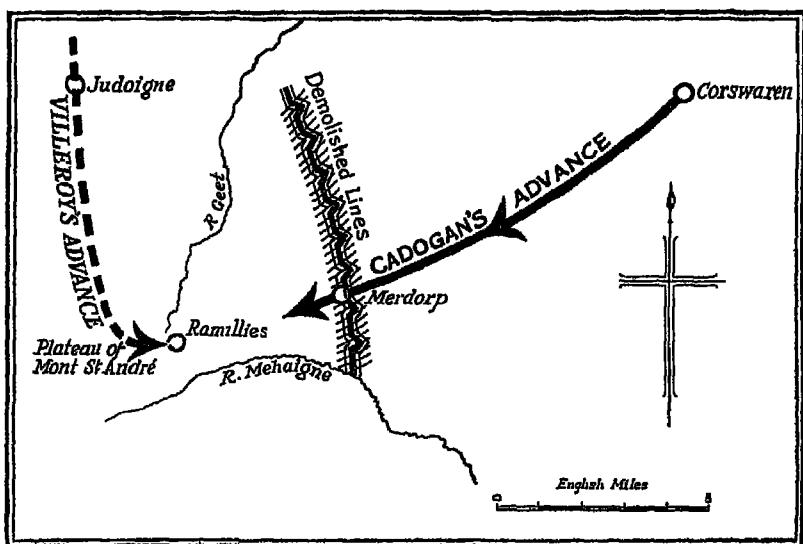 Judoigne
VILLEROY'S ADVANCE
Demolished Lines
Corswaren
R Geet
CADOGAN'S ADVANCE
Merdorp
Ramillies
Plateau of
Mont St André
R. Mehaigne
English Miles
0 5